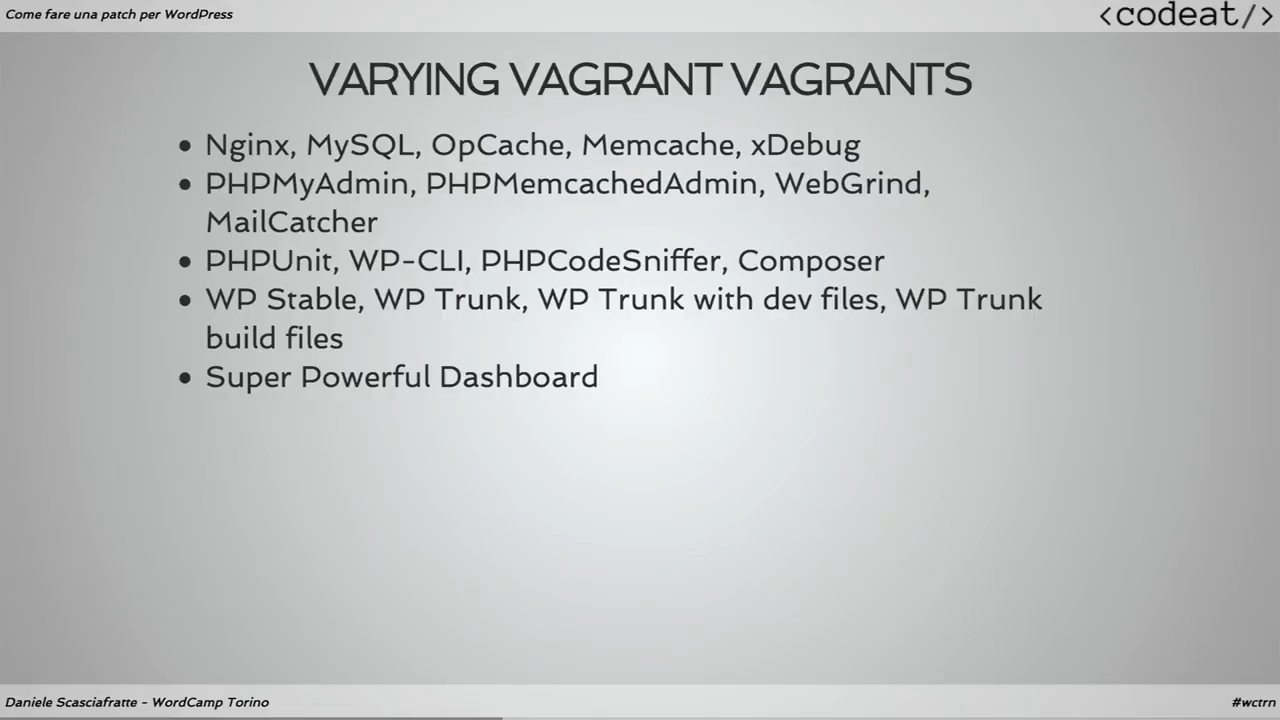 Come fare una patch per WordPress
<codeat/>
VARYING VAGRANT VAGRANTS
• Nginx, MySQL, OpCache, Memcache, xDebug
• PHPMyAdmin, PHPMemcachedAdmin, WebGrind,
MailCatcher
• PHPUnit, WP-CLI, PHPCodeSniffer, Composer
• WP Stable, WP Trunk, WP Trunk with dev files, WP Trunk
build files
• Super Powerful Dashboard
Daniele Scasciafratte - WordCamp Torino
#wctrn